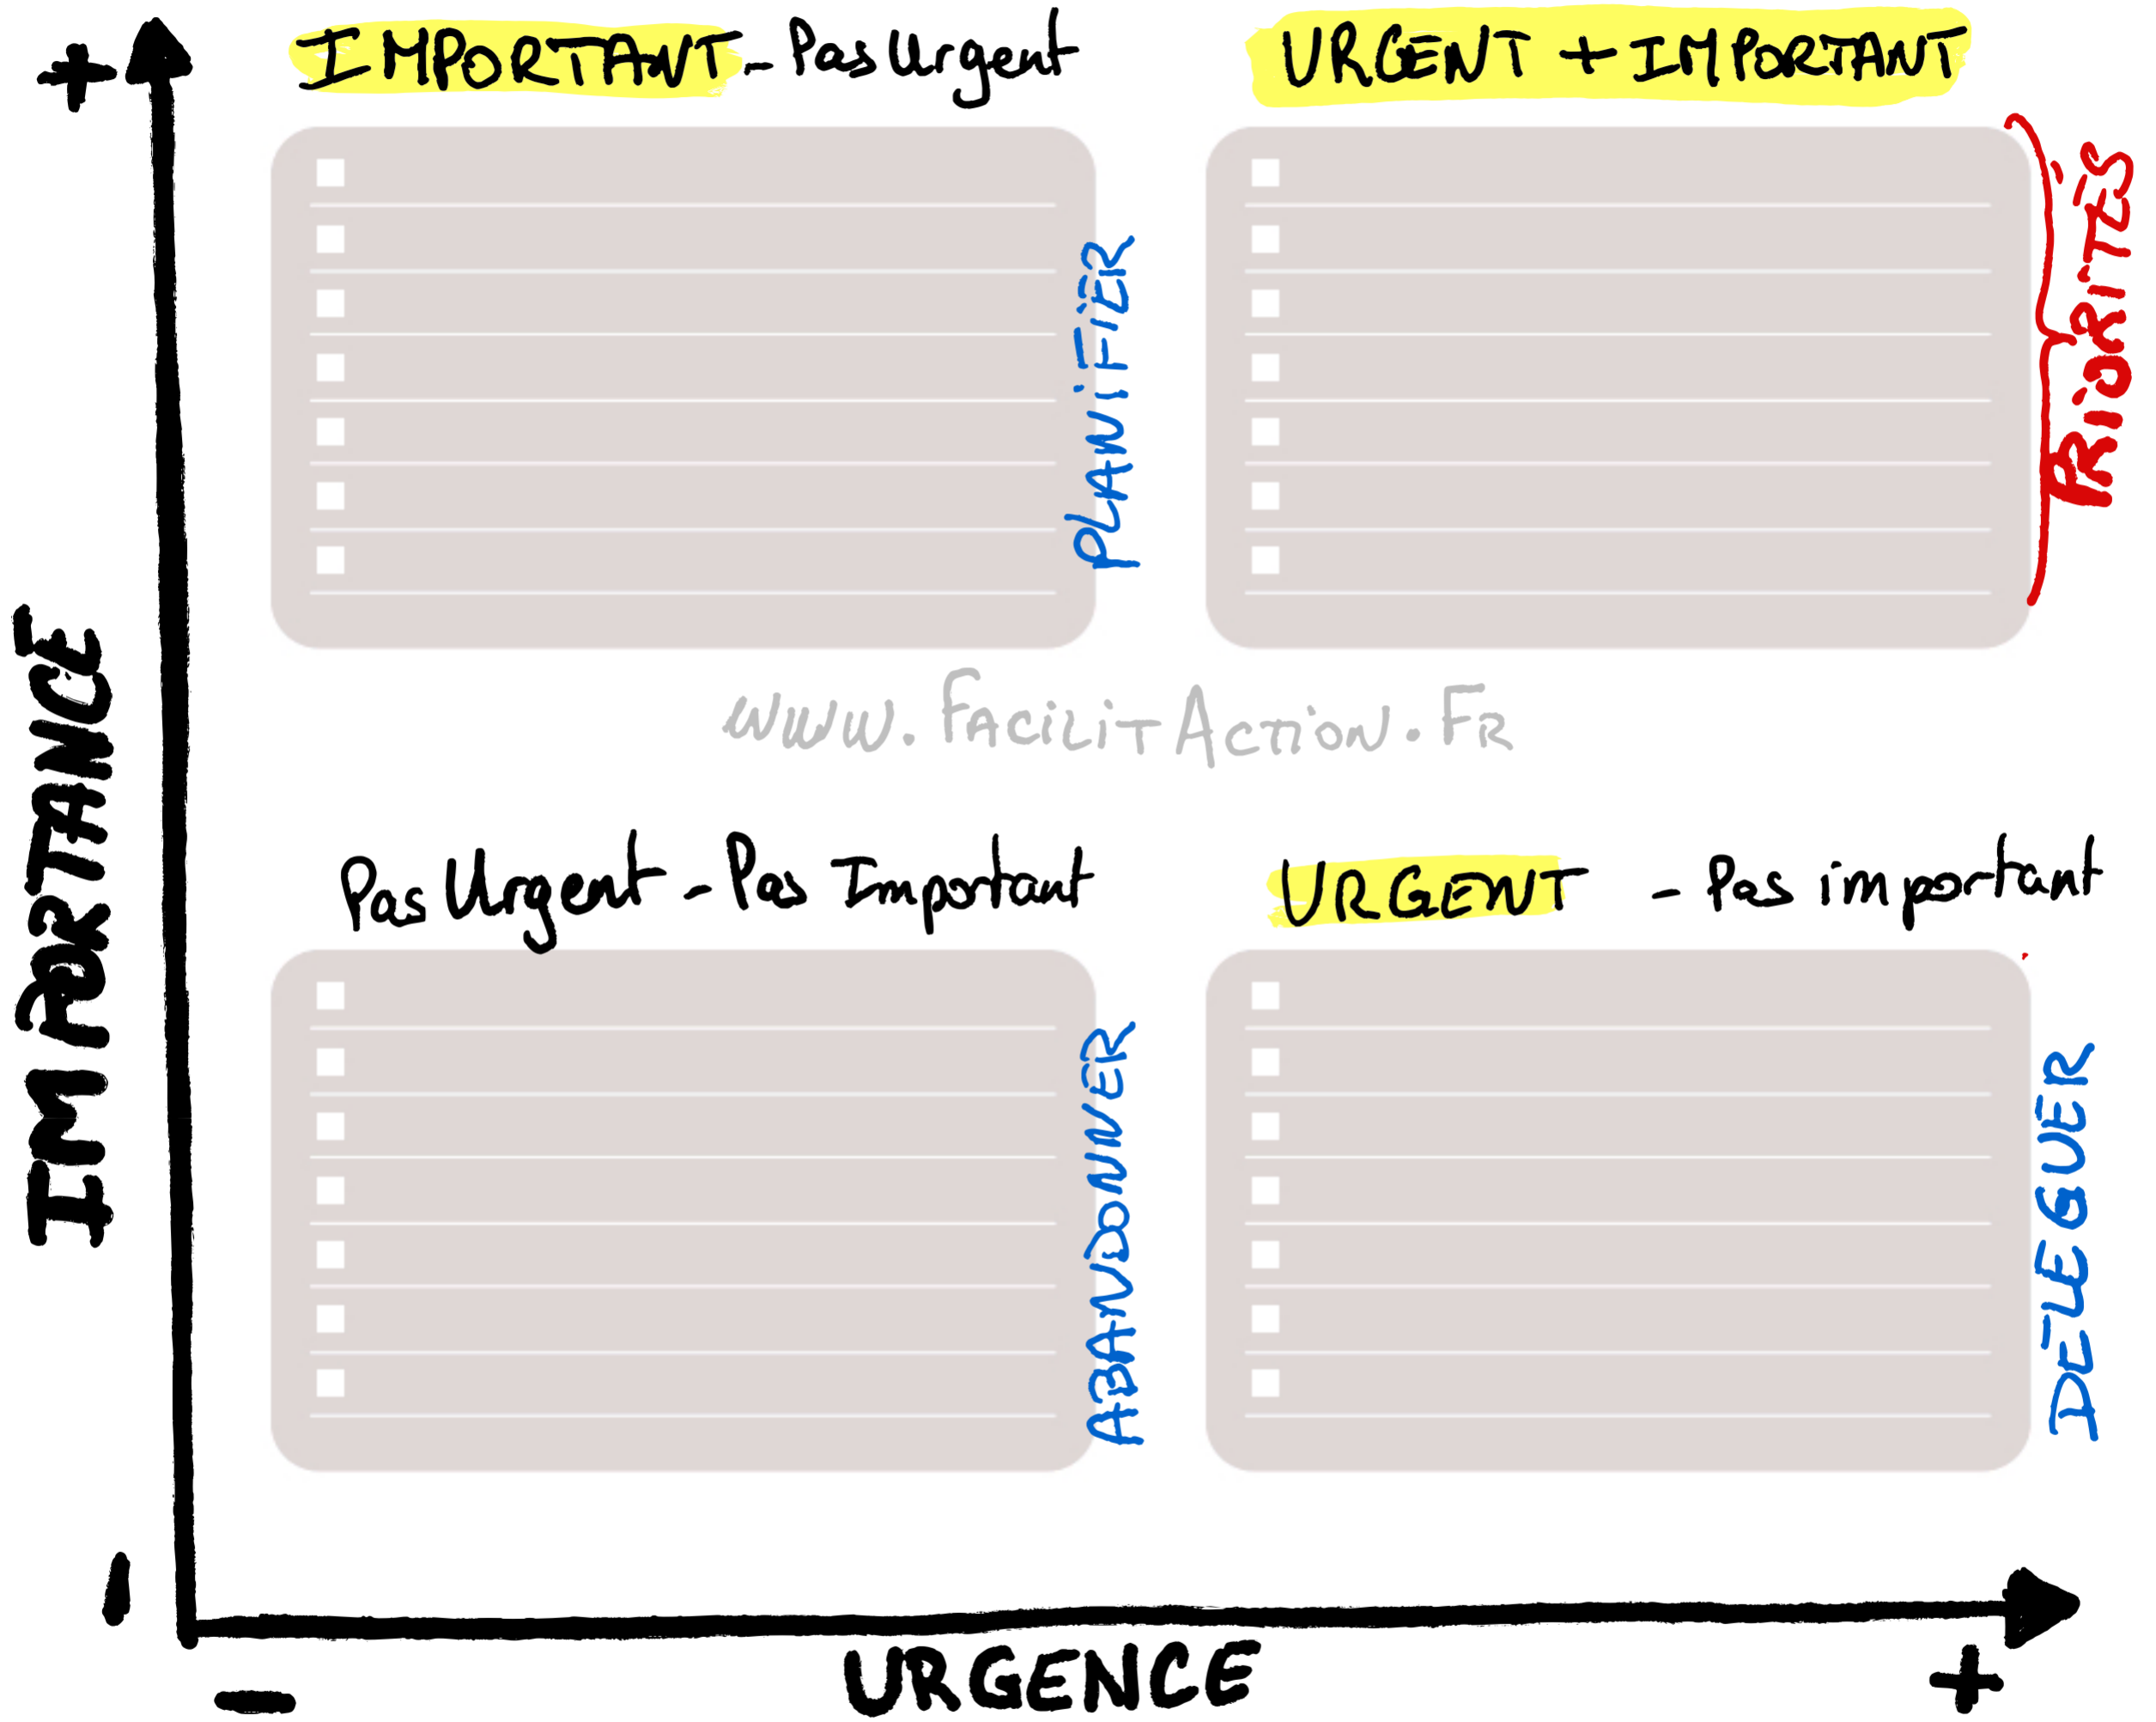 +
IMPORTANT - Pas Urgent
URGENT + IMPORTANT
PLANIFIER
PRIORITÉS
www.FacilitAction.Fr
IMPORTANCE
Pas Urgent - Pas Important
URGENT - Pas important
ABANDONNER
DELEGUER
-
-
URGENCE
+